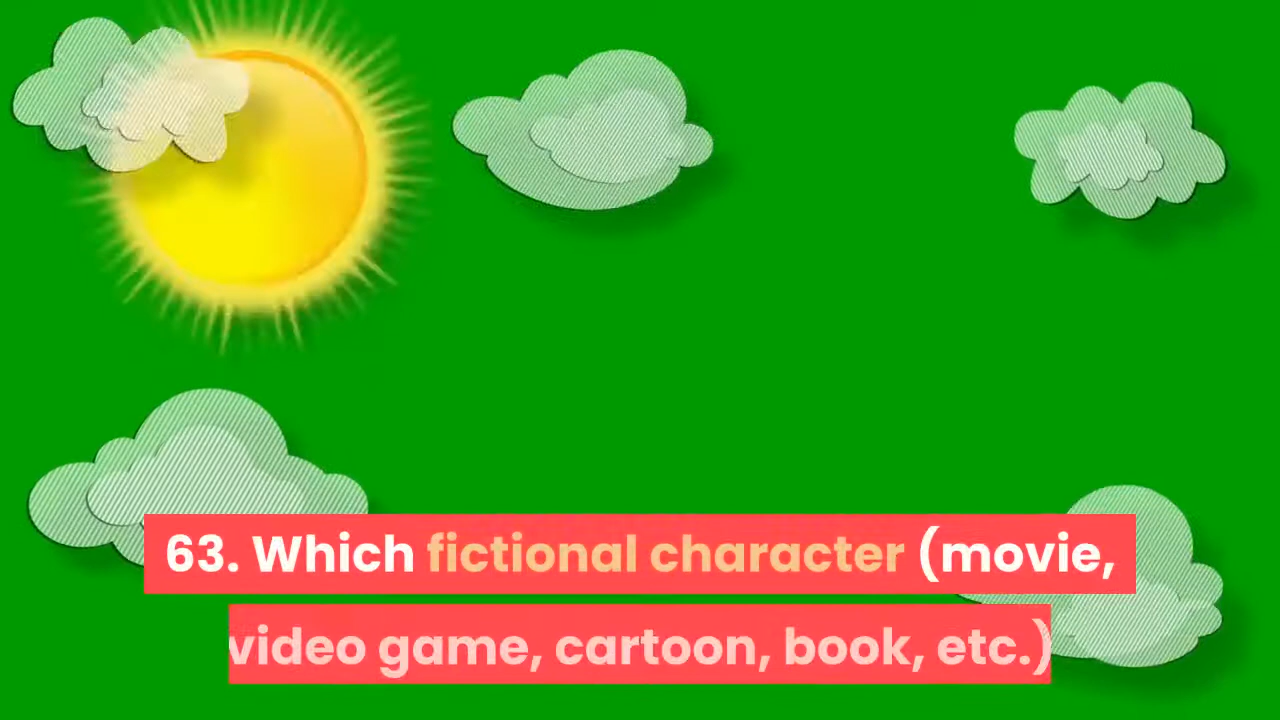 63. Which fictional character (movie,
video game, cartoon, book, etc.)